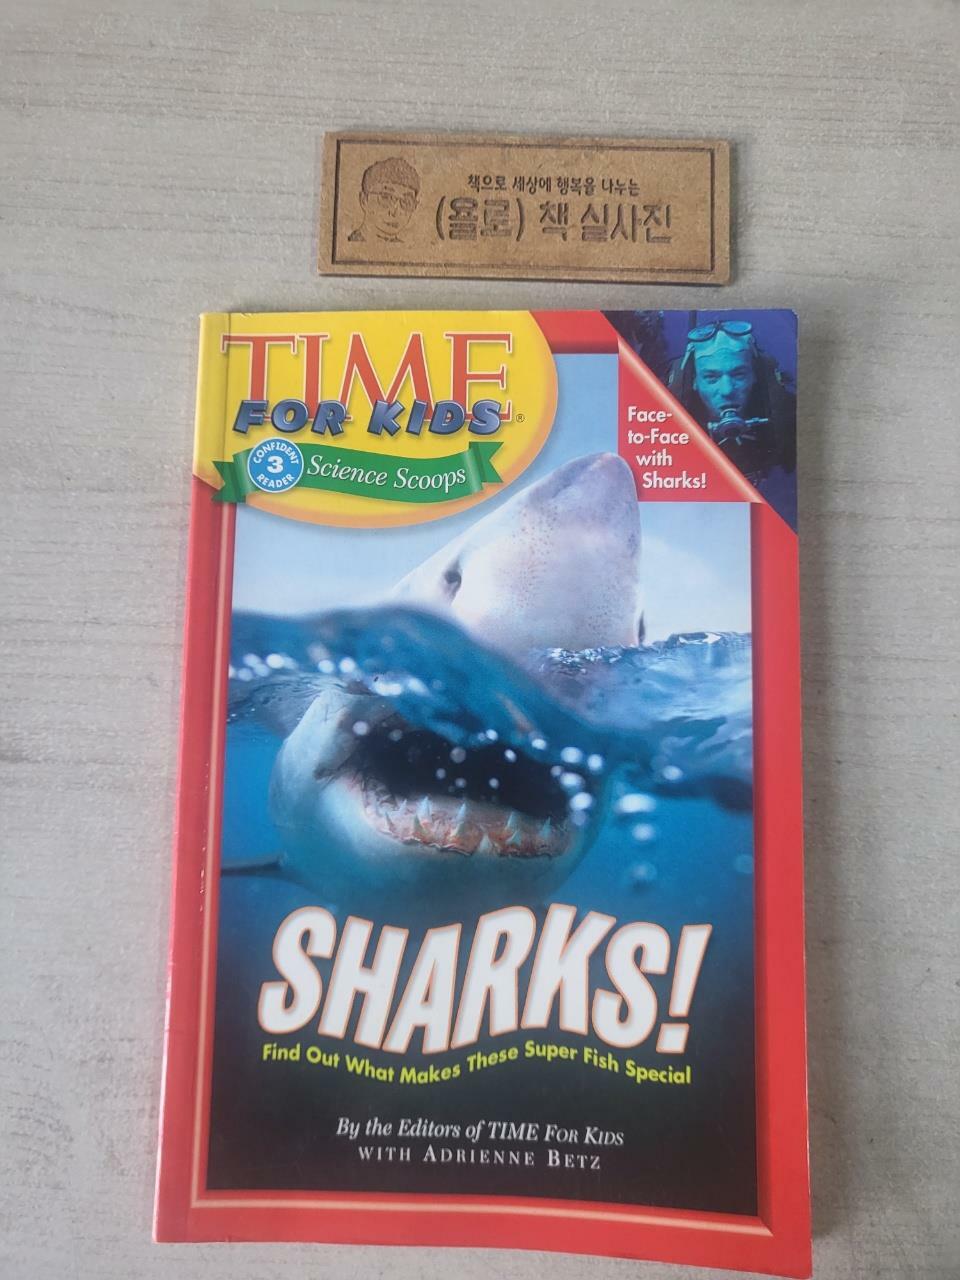 책으로 세상에 행복을 나누는
(욜로) 책 실사진
TIME
FOR KIDS®
CONFIDENT
3
READER
Science Scoops
Face-
to-Face
with
Sharks!
SHARKS!
Find Out What Makes These Super Fish Special
By the Editors of TIME FOR KIDS
WITH ADRIENNE BETZ